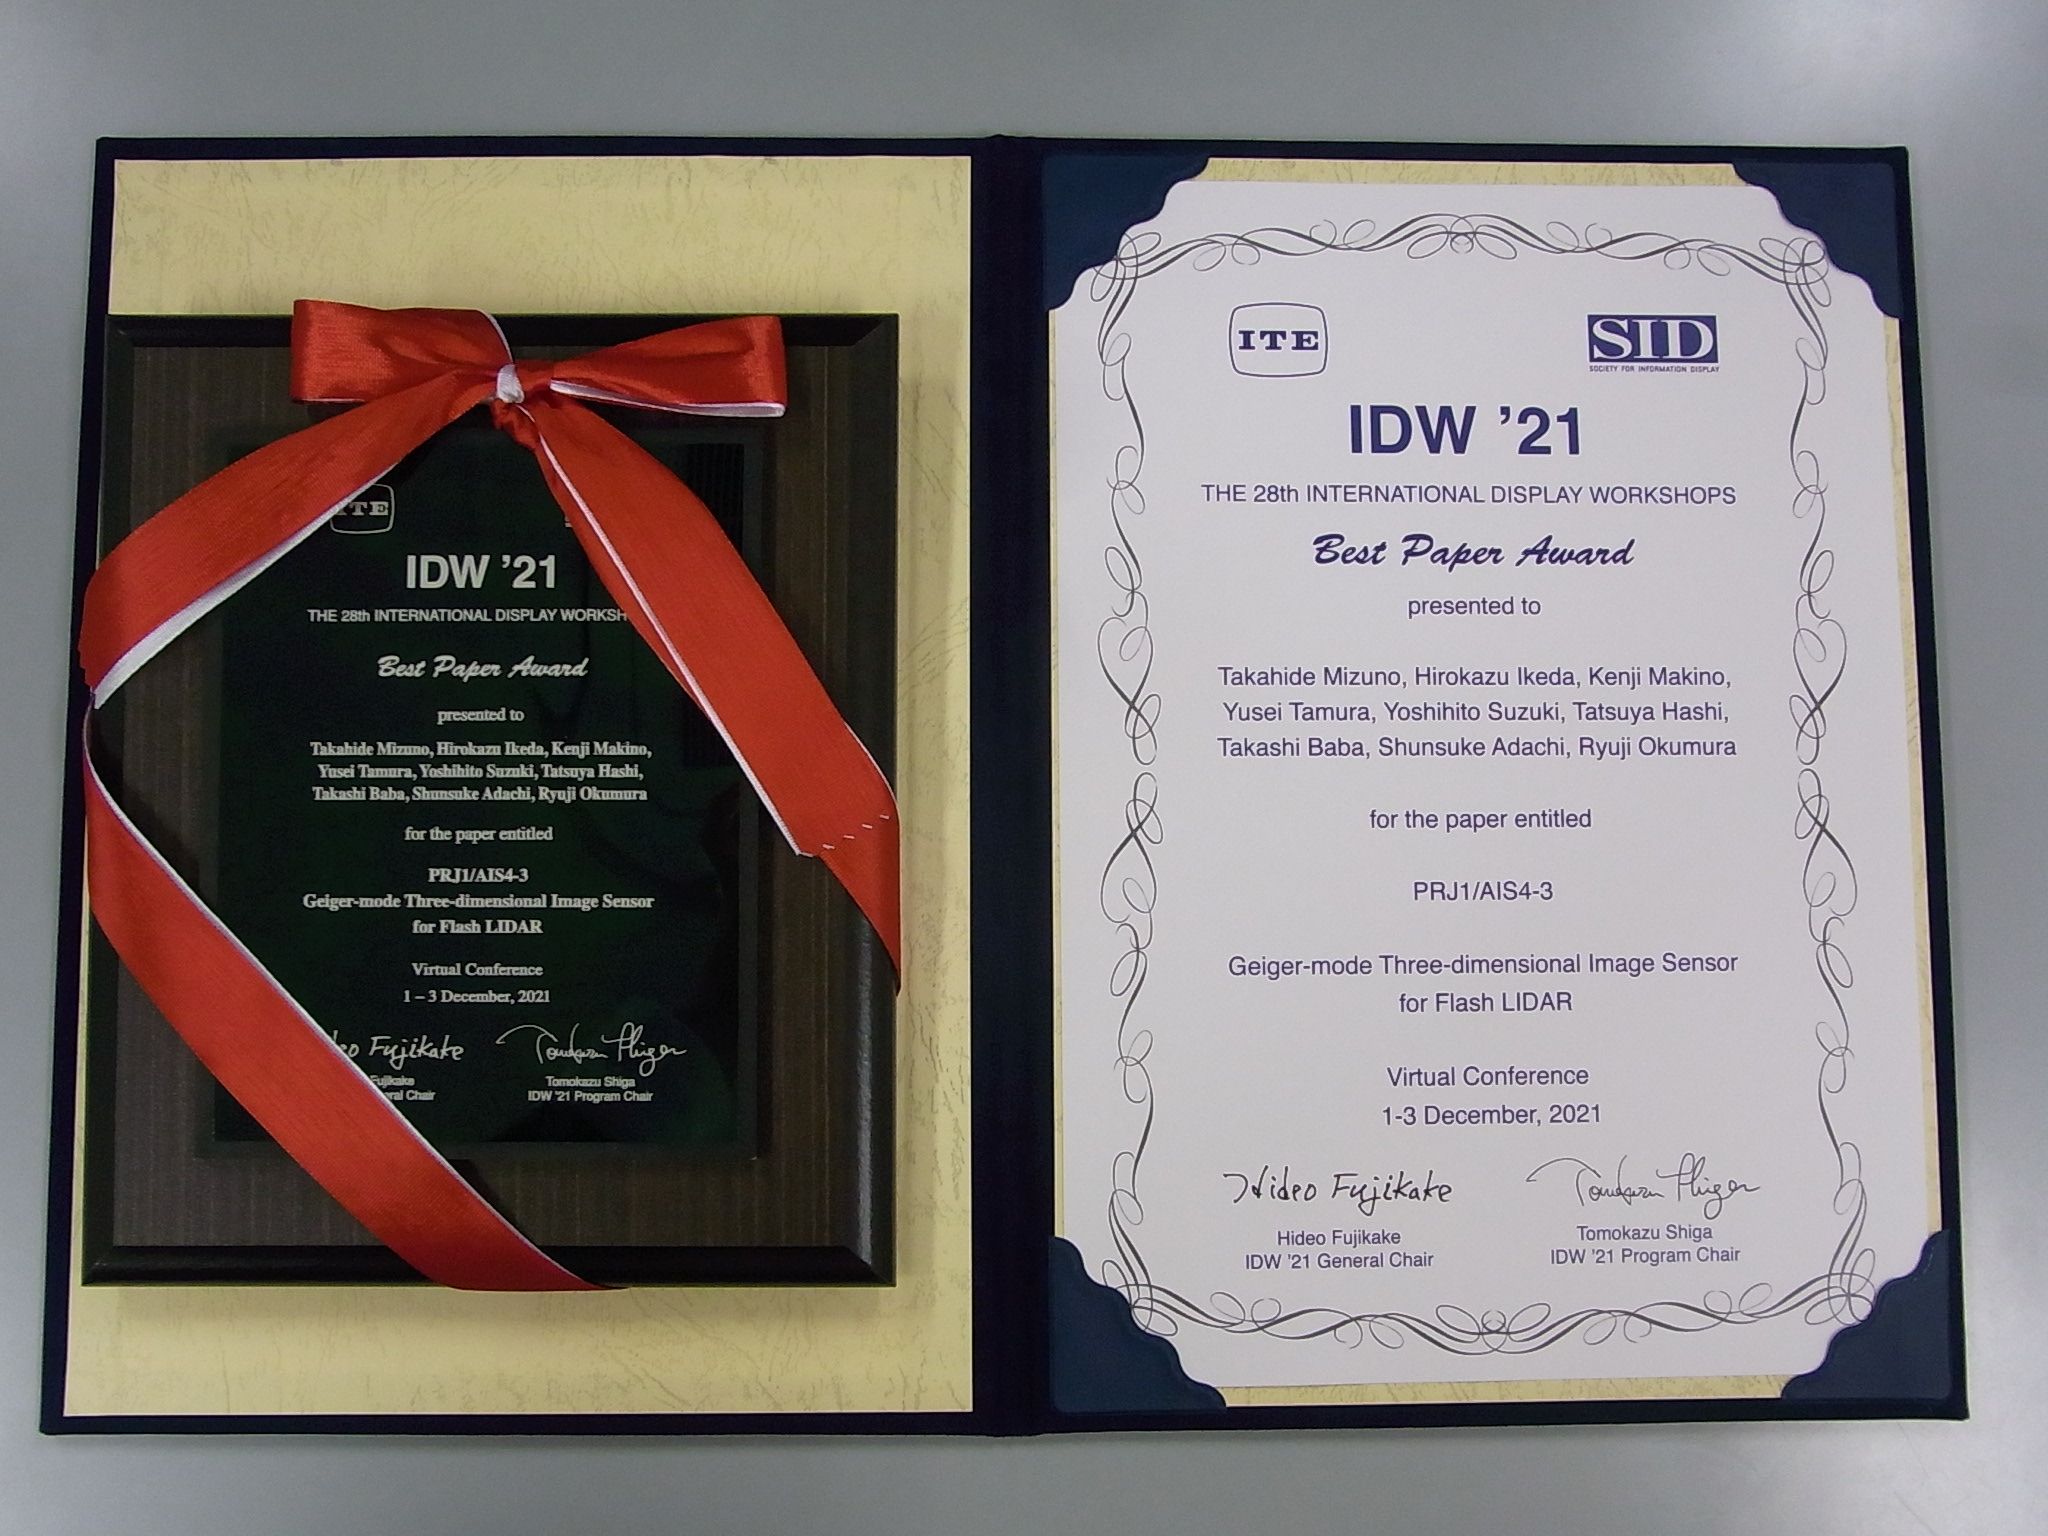 ITE
IDW ’21
THE 28th INTERNATIONAL DISPLAY
Best Paper Award
presented to
Takahide Mizuno, Hirokazu Ikeda, Kenji Makino,
Yusei Tamura, Yoshihito Suzuki, Tatsuya Hashi,
Takashi Baba, Shunsuke Adachi, Ryuji Okumura
for the paper entitled
PRJ1/AIS4-3
Geiger-mode Three-dimensional Image Sensor
for Flash LIDAR
Virtual Conference
1 – 3 December, 2021
Fujikake
Tomokazu Shiga
Fujikake
Chair
Tomokazu Shiga
IDW ’21 Program Chair
ITE
SID
SOCIETY FOR INFORMATION DISPLAY
IDW ’21
THE 28th INTERNATIONAL DISPLAY WORKSHOPS
Best Paper Award
presented to
Takahide Mizuno, Hirokazu Ikeda, Kenji Makino,
Yusei Tamura, Yoshihito Suzuki, Tatsuya Hashi,
Takashi Baba, Shunsuke Adachi, Ryuji Okumura
for the paper entitled
PRJ1/AIS4-3
Geiger-mode Three-dimensional Image Sensor
for Flash LIDAR
Virtual Conference
1-3 December, 2021
Hideo Fujikake
Tomokazu Shiga
Hideo Fujikake
IDW ’21 General Chair
Tomokazu Shiga
IDW ’21 Program Chair